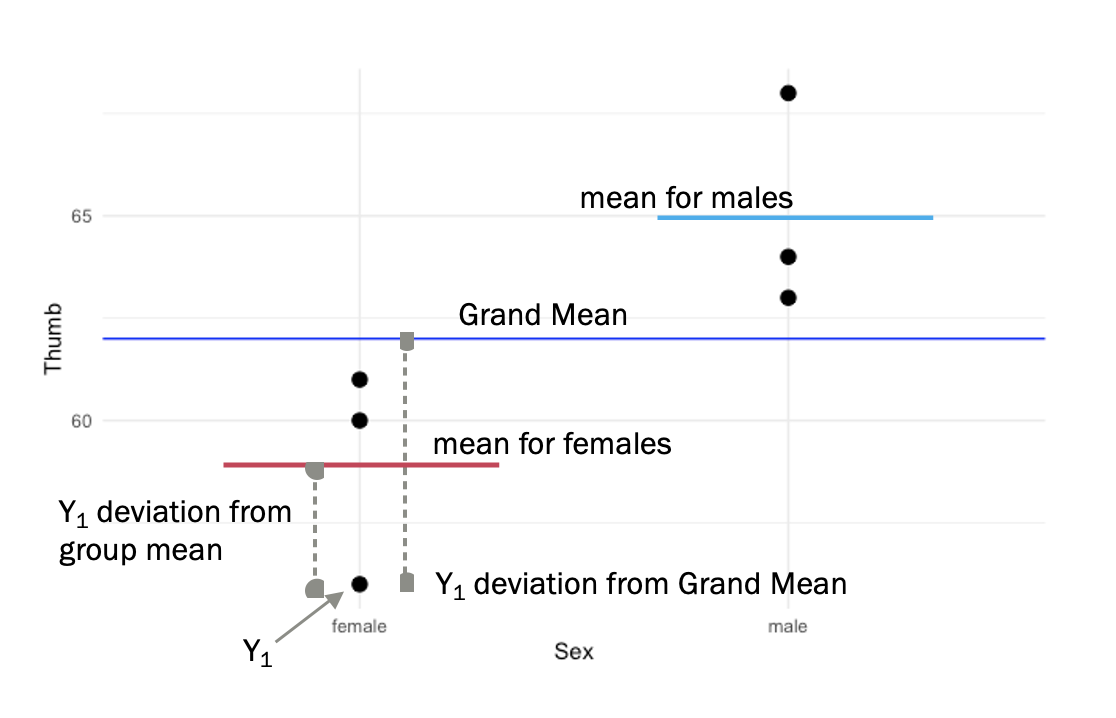 mean for males
65
Grand Mean
Thumb
60
mean for females
Y₁ deviation from
group mean
Y₁ deviation from Grand Mean
female
male
Y₁
Sex